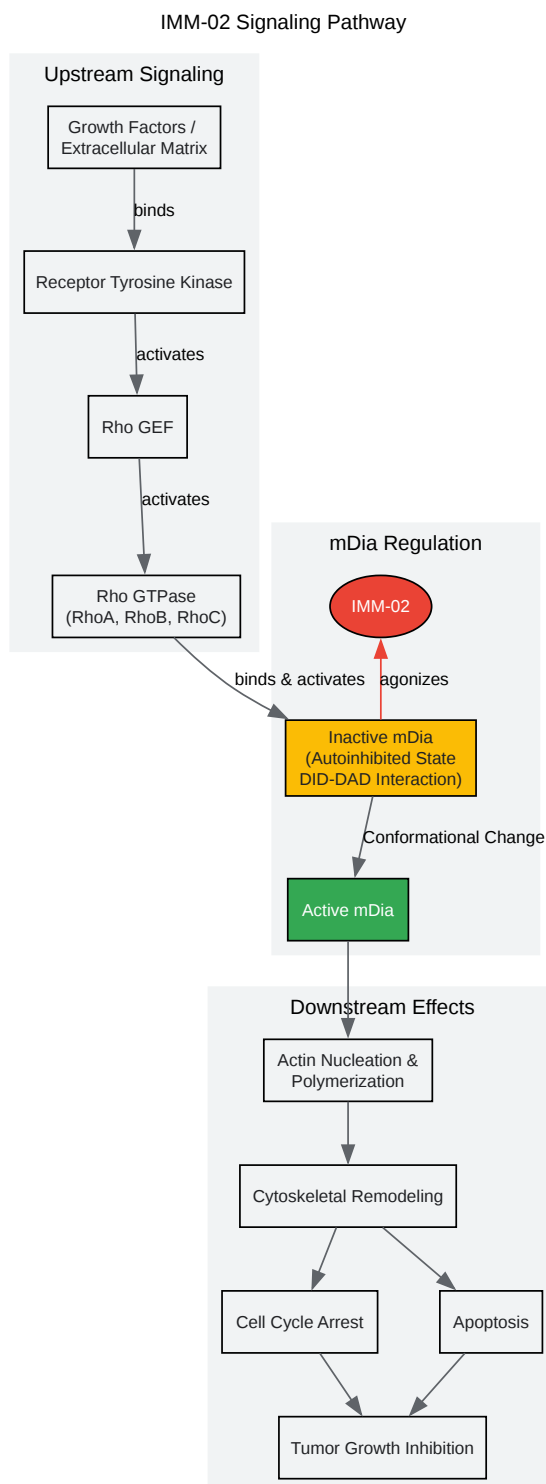 IMM-02 Signaling Pathway
Upstream Signaling
Growth Factors /
Extracellular Matrix
binds
Receptor Tyrosine Kinase
activates
Rho GEF
activates
Rho GTPase
(RhoA, RhoB, RhoC)
mDia Regulation
IMM-02
binds & activates
agonizes
Inactive mDia
(Autoinhibited State
DID-DAD Interaction)
Conformational Change
Active mDia
Downstream Effects
Actin Nucleation &
Polymerization
Cytoskeletal Remodeling
Cell Cycle Arrest
Apoptosis
Tumor Growth Inhibition